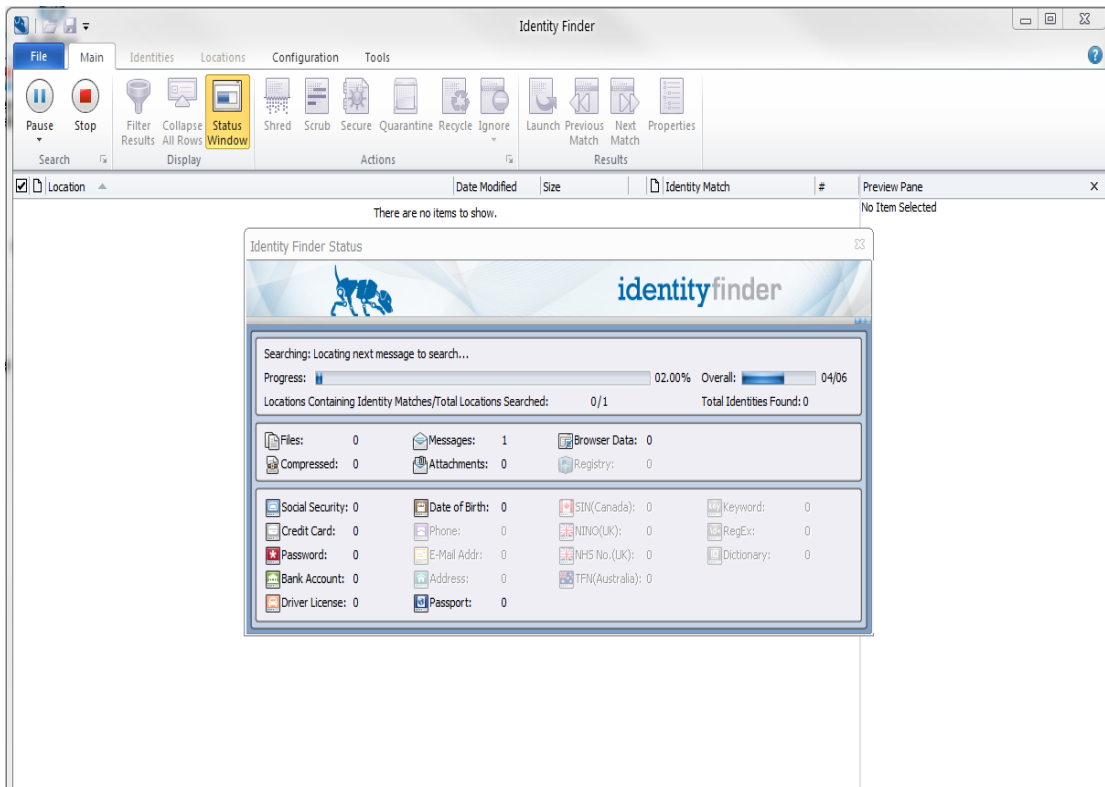 Identity Finder
File Main Identities Locations Configuration Tools
Pause Stop Filter Results Collapse All Rows Status Window Shred Scrub Secure Quarantine Recycle Ignore Launch Previous Match Next Match Properties
Search Display Actions Results
Location Date Modified Size Identity Match # Preview Pane X
There are no items to show. No Item Selected
Identity Finder Status
identityfinder
Searching: Locating next message to search...
Progress: 02.00% Overall: 04/06
Locations Containing Identity Matches/Total Locations Searched: 0/1 Total Identities Found: 0
Files: 0 Messages: 1 Browser Data: 0
Compressed: 0 Attachments: 0 Registry: 0
Social Security: 0 Date of Birth: 0 SIN(Canada): 0 Keyword: 0
Credit Card: 0 Phone: 0 NINO(UK): 0 RegEx: 0
Password: 0 E-Mail Addr: 0 NHS No.(UK): 0 Dictionary: 0
Bank Account: 0 Address: 0 TFN(Australia): 0
Driver License: 0 Passport: 0